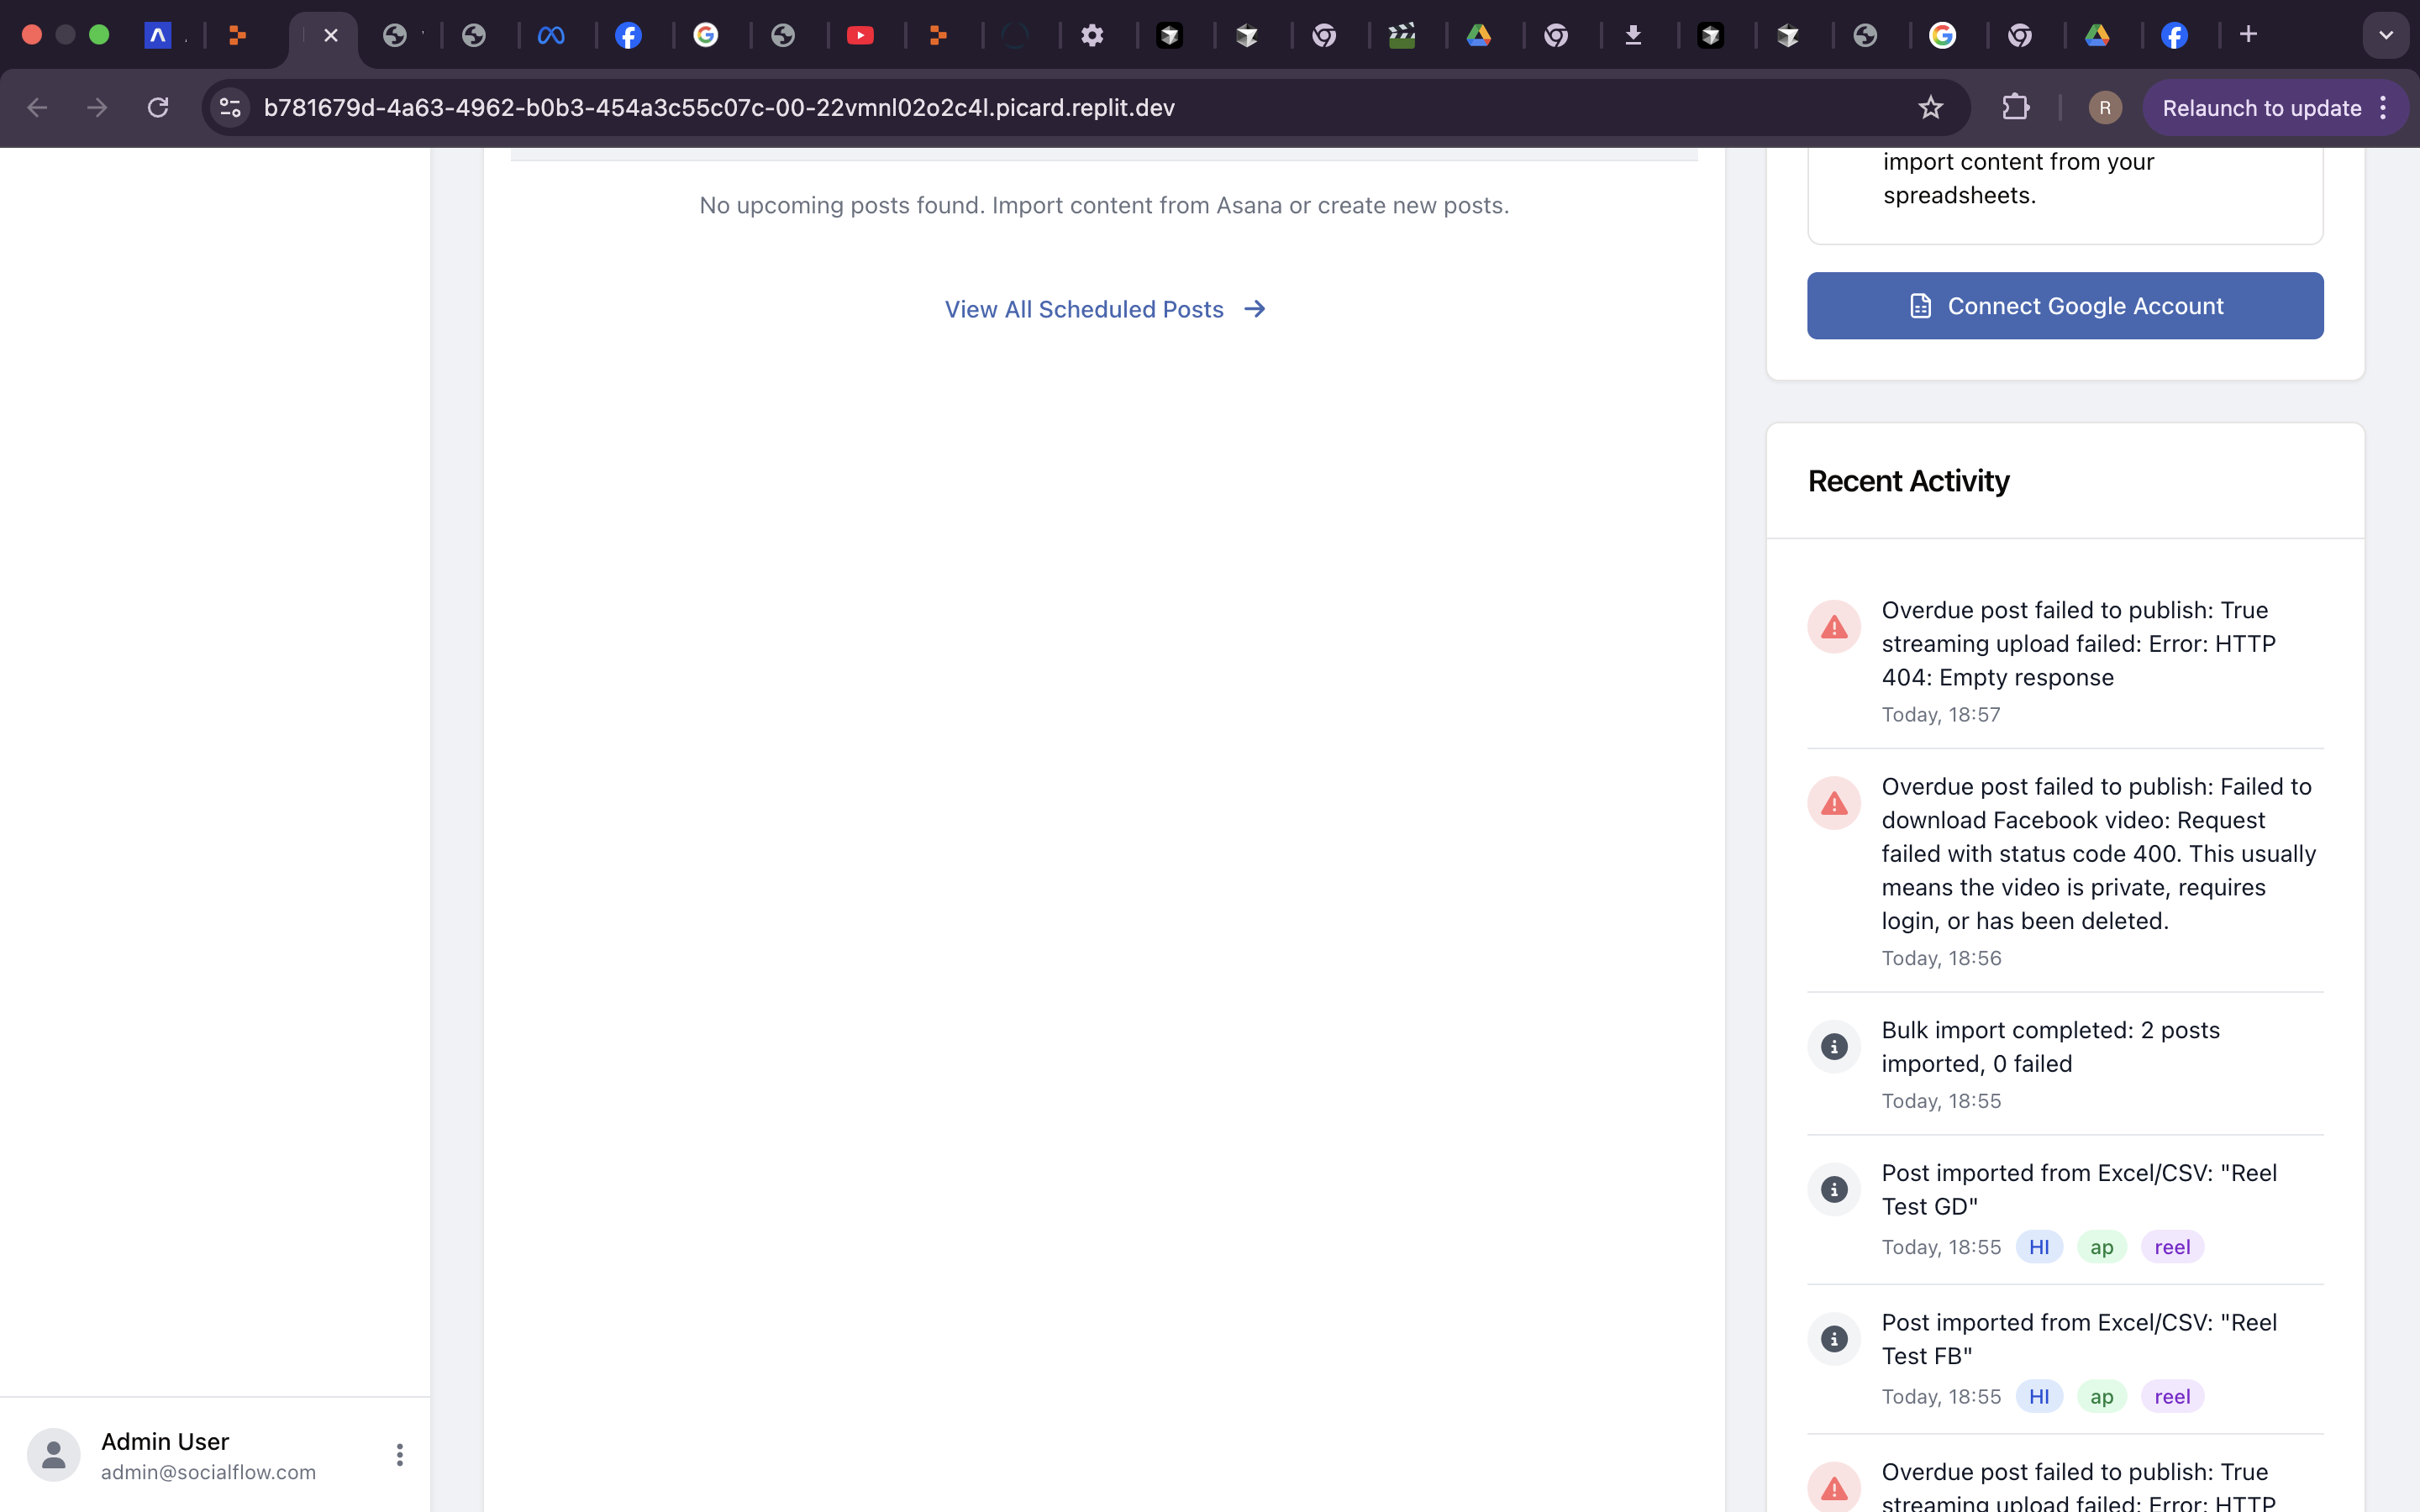 b781679d-4a63-4962-b0b3-454a3c55c07c-00-22vmnl02o2c4l.picard.replit.dev
R
Relaunch to update
No upcoming posts found. Import content from Asana or create new posts.
View All Scheduled Posts
import content from your
spreadsheets.
Connect Google Account
Recent Activity
Overdue post failed to publish: True
streaming upload failed: Error: HTTP
404: Empty response
Today, 18:57
Overdue post failed to publish: Failed to
download Facebook video: Request
failed with status code 400. This usually
means the video is private, requires
login, or has been deleted.
Today, 18:56
Bulk import completed: 2 posts
imported, 0 failed
Today, 18:55
Post imported from Excel/CSV: "Reel
Test GD"
Today, 18:55 HI ap reel
Post imported from Excel/CSV: "Reel
Test FB"
Today, 18:55 HI ap reel
Overdue post failed to publish: True
streaming upload failed: Error: HTTP
Admin User
admin@socialflow.com